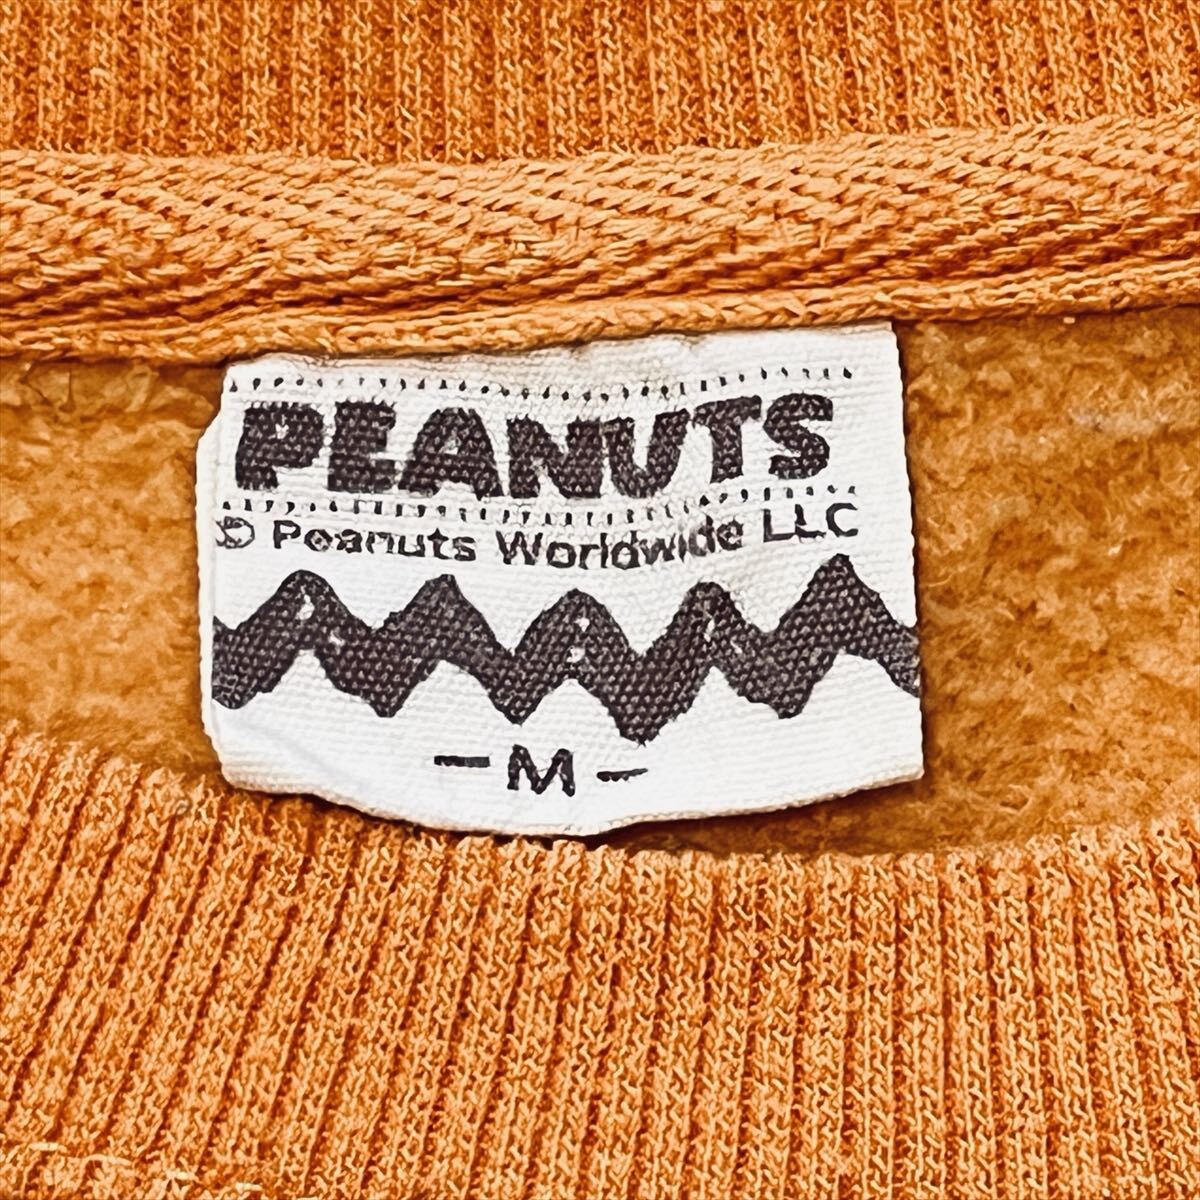 PEANUTS
© Peanuts Worldwide LLC
- M -